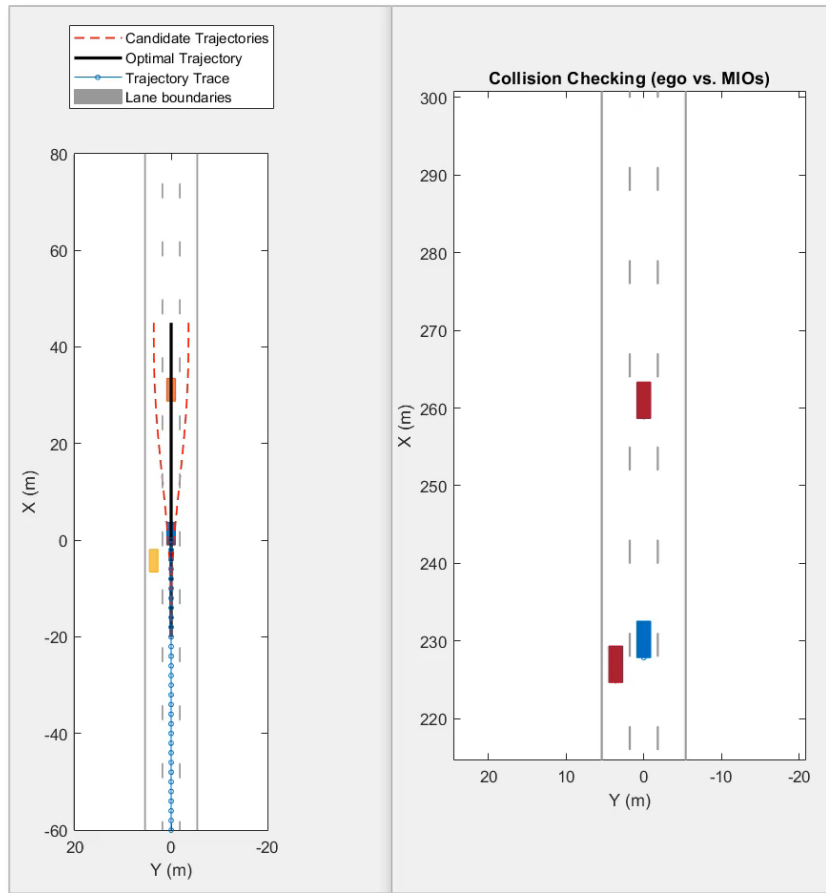 Candidate Trajectories
Optimal Trajectory
Trajectory Trace
Lane boundaries
80
60
40
20
0
-20
-40
-60
20
0
-20
X (m)
Y (m)
Collision Checking (ego vs. MIOs)
300
290
280
270
260
250
240
230
220
20
10
0
-10
-20
X (m)
Y (m)